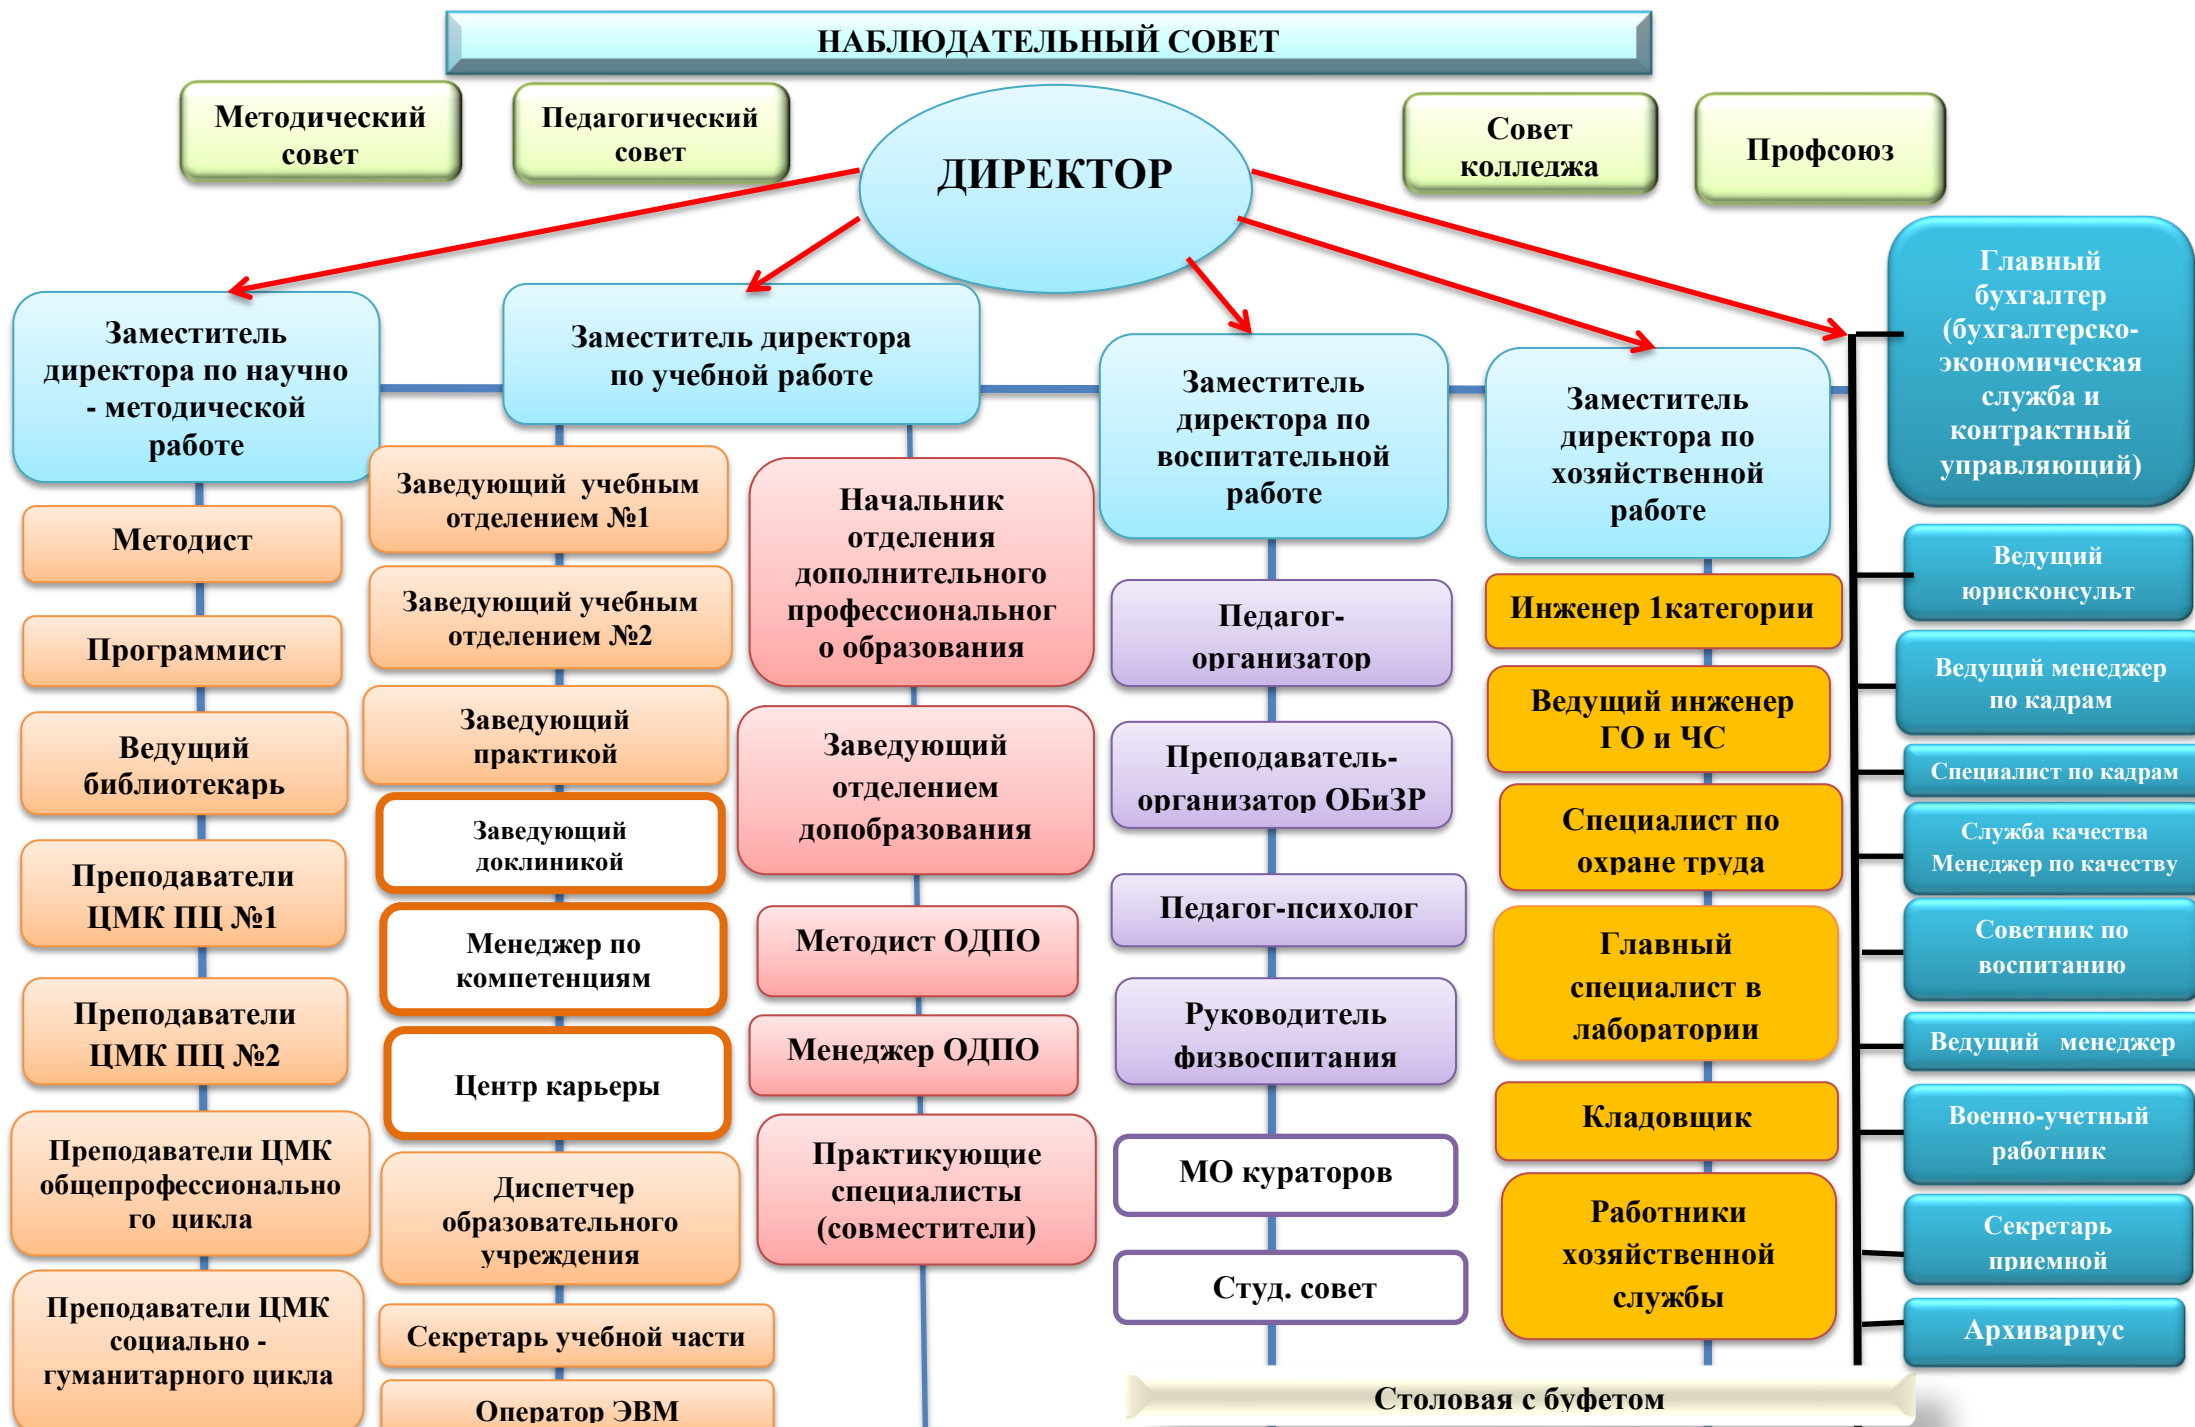 НАБЛЮДАТЕЛЬНЫЙ СОВЕТ
Методический
совет
Педагогический
совет
ДИРЕКТОР
Совет
колледжа
Профсоюз
Заместитель
директора по научно
- методической
работе
Методист
Программист
Ведущий
библиотекарь
Преподаватели
ЦМК ПЦ №1
Преподаватели
ЦМК ПЦ №2
Преподаватели ЦМК
общепрофессионально
го цикла
Преподаватели ЦМК
социально -
гуманитарного цикла
Заместитель директора
по учебной работе
Заведующий учебным
отделением №1
Заведующий учебным
отделением №2
Заведующий
практикой
Заведующий
доклиникой
Менеджер по
компетенциям
Центр карьеры
Диспетчер
образовательного
учреждения
Секретарь учебной части
Оператор ЭВМ
Начальник
отделения
дополнительного
профессиональног
о образования
Заведующий
отделением
допобразования
Методист ОДПО
Менеджер ОДПО
Практикующие
специалисты
(совместители)
Заместитель
директора по
воспитательной
работе
Педагог-
организатор
Преподаватель-
организатор ОБиЗР
Педагог-психолог
Руководитель
физвоспитания
МО кураторов
Студ. совет
Заместитель
директора по
хозяйственной
работе
Инженер 1категории
Ведущий инженер
ГО и ЧС
Специалист по
охране труда
Главный
специалист в
лаборатории
Кладовщик
Работники
хозяйственной
службы
Столовая с буфетом
Главный
бухгалтер
(бухгалтерско-
экономическая
служба и
контрактный
управляющий)
Ведущий
юрисконсульт
Ведущий менеджер
по кадрам
Специалист по кадрам
Служба качества
Менеджер по качеству
Советник по
воспитанию
Ведущий менеджер
Военно-учетный
работник
Секретарь
приемной
Архивариус